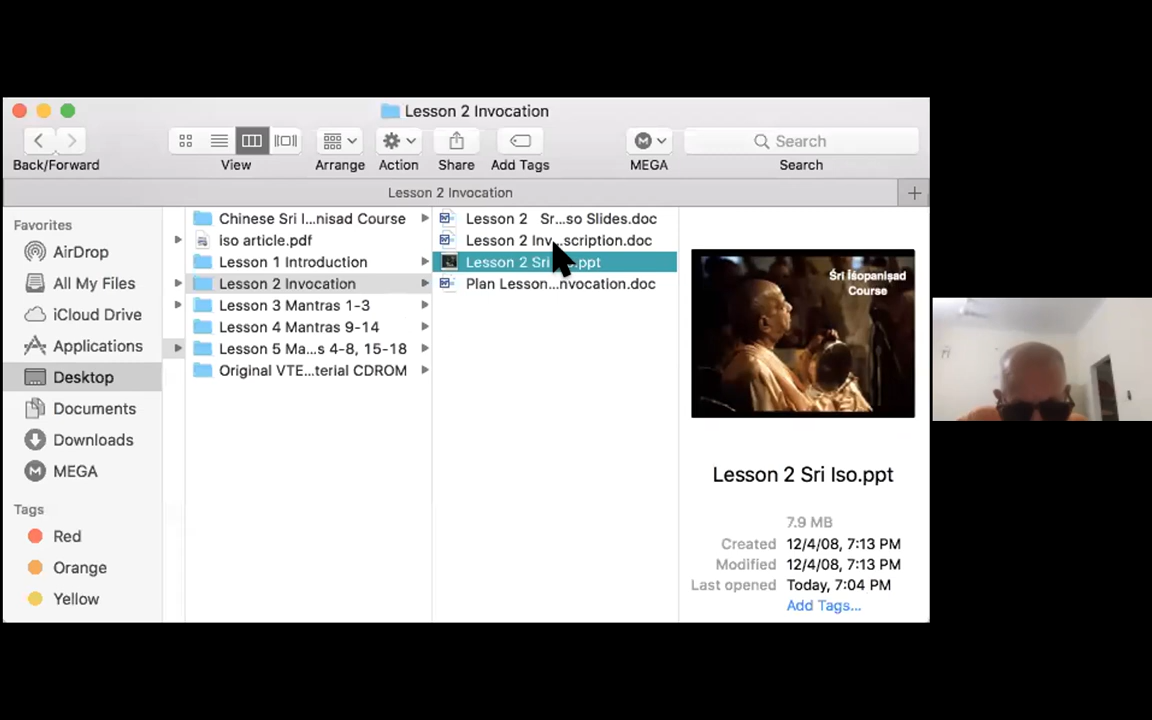 Lesson 2 Invocation
Back/Forward
View
Arrange
Action
Share
Add Tags
MEGA
Search
Search
Lesson 2 Invocation
Favorites
AirDrop
All My Files
iCloud Drive
Applications
Desktop
Documents
Downloads
MEGA
Tags
Red
Orange
Yellow
Chinese Sri I...nisad Course
iso article.pdf
Lesson 1 Introduction
Lesson 2 Invocation
Lesson 3 Mantras 1-3
Lesson 4 Mantras 9-14
Lesson 5 Ma...s 4-8, 15-18
Original VTE...terial CDROM
Lesson 2 Sr...so Slides.doc
Lesson 2 Inv...scription.doc
Lesson 2 Sri Iso.ppt
Plan Lesson...nvocation.doc
Śrī Īśopaniṣad
Course
Lesson 2 Sri Iso.ppt
7.9 MB
Created 12/4/08, 7:13 PM
Modified 12/4/08, 7:13 PM
Last opened Today, 7:04 PM
Add Tags...